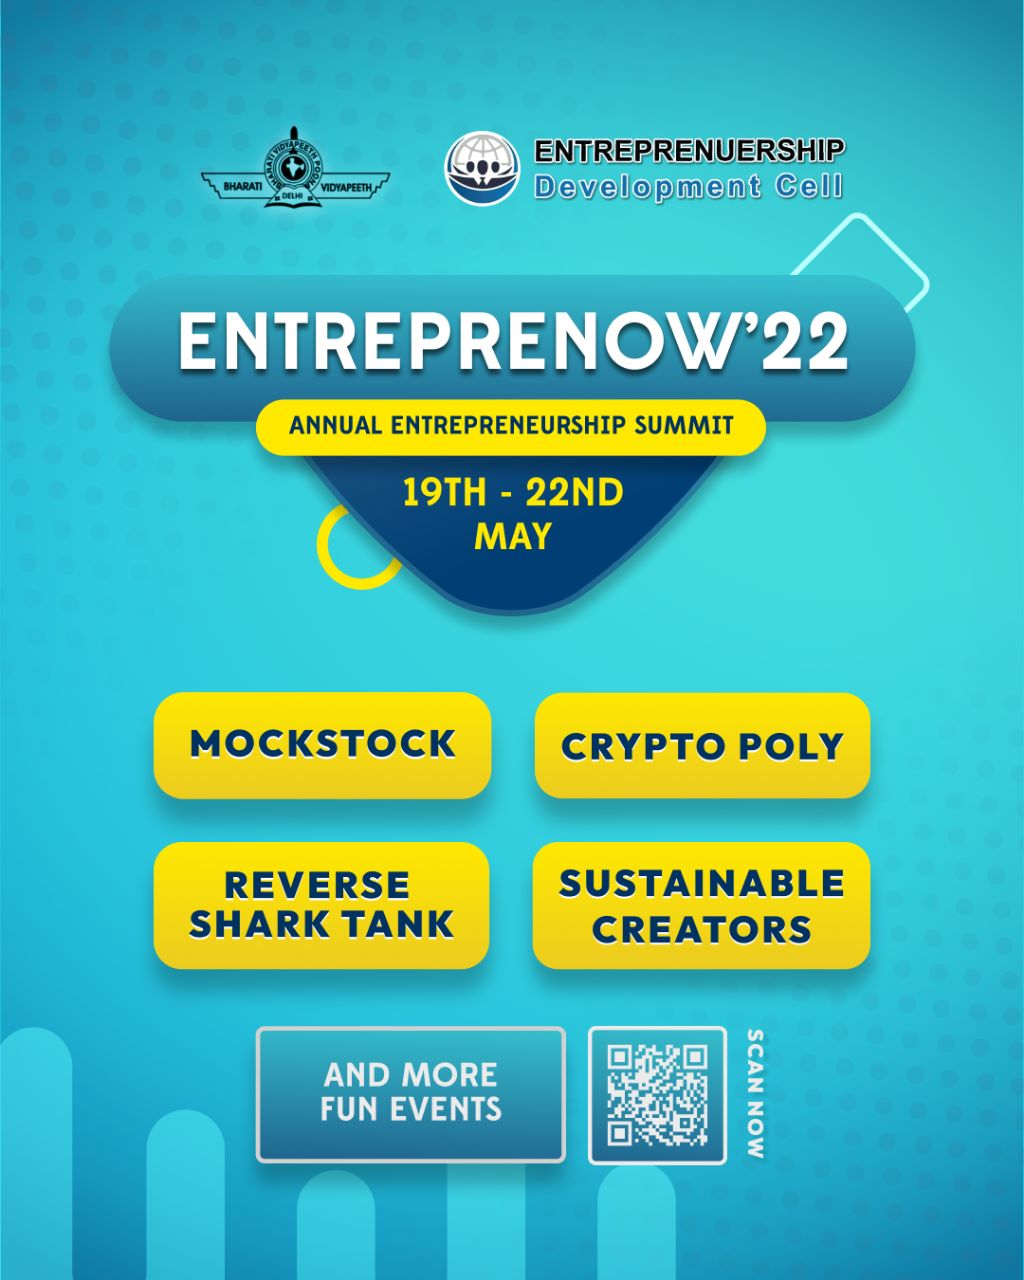 BHARATI VIDYAPEETH POONA
BHARATI
VIDYAPEETH
DELHI
ENTREPRENUERSHIP
Development Cell
ENTREPRENOW’22
ANNUAL ENTREPRENEURSHIP SUMMIT
19TH - 22ND
MAY
MOCKSTOCK
CRYPTO POLY
REVERSE
SHARK TANK
SUSTAINABLE
CREATORS
AND MORE
FUN EVENTS
SCAN NOW